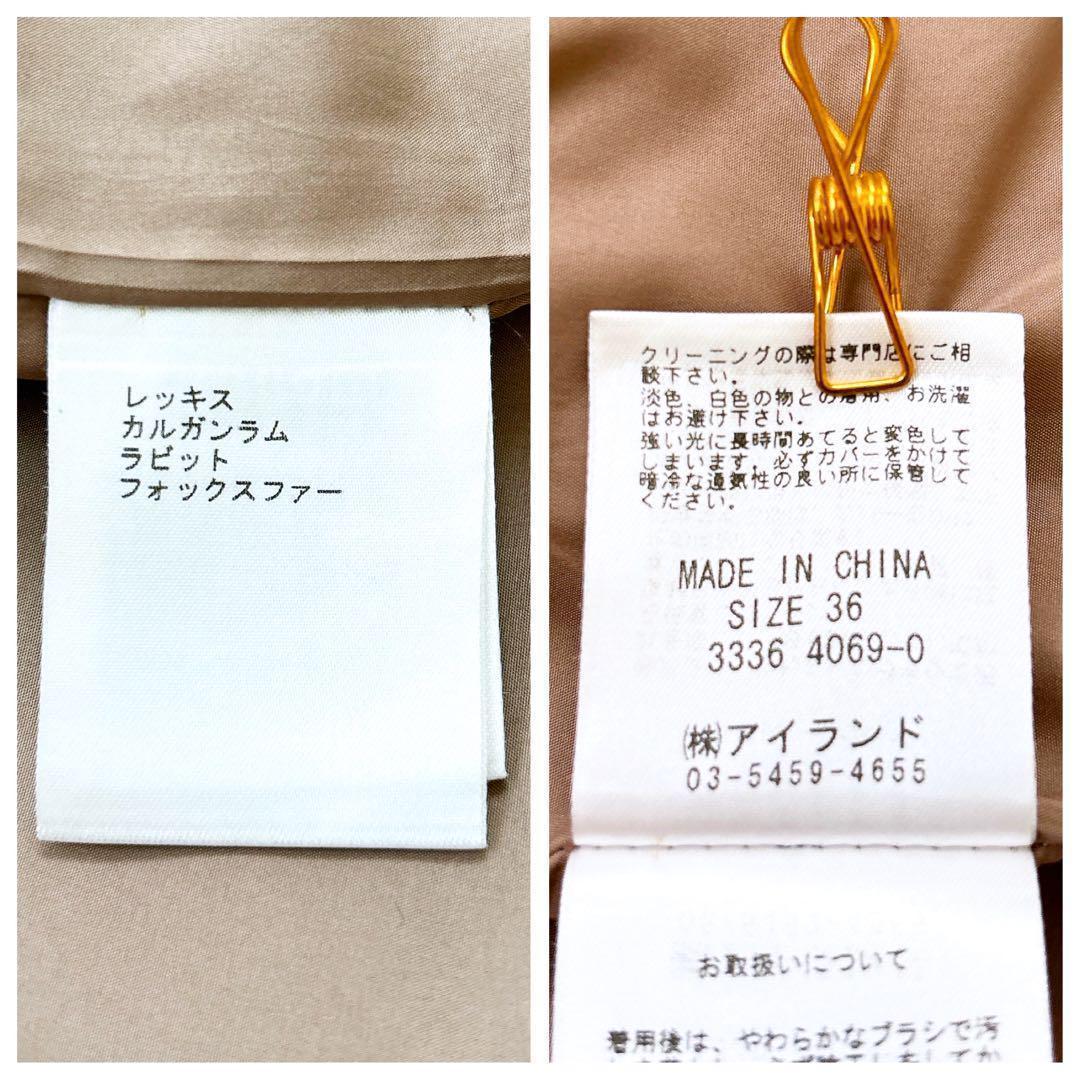 レッキス
カルガンラム
ラビット
フォックスファー
クリーニングの際は専門店にご相
談下さい。
淡色、白色の物との着用、お洗濯
はお避け下さい。
強い光に長時間あてると変色して
しまいます。必ずカバーをかけて
暗冷な通気性の良い所に保管して
ください。
MADE IN CHINA
SIZE 36
3336 4069-0
㈱アイランド
03-5459-4655
お取扱いについて
着用後は、やわらかなブラシで汚